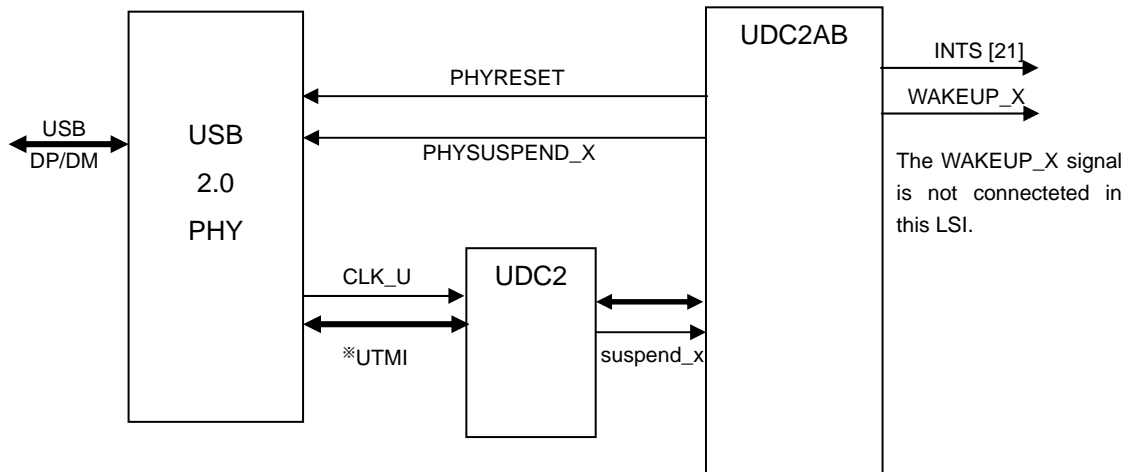 UDC2AB
INTS [21]
PHYRESET
WAKEUP_X
USB
DP/DM
USB
2.0
PHY
PHYSUSPEND_X
The WAKEUP_X signal
is not connecteted in
this LSI.
CLK_U
UDC2
※UTMI
suspend_x